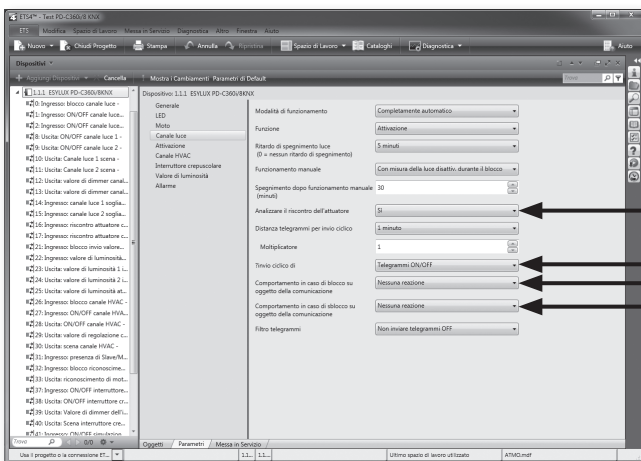 ETS4™ - Test PD-C360i/8 KNX
ETS Modifica Spazio di Lavoro Messa in Servizio Diagnostica Altro Finestra Aiuto
Nuovo Chiudi Progetto Stampa Annulla Ripristina Spazio di Lavoro Cataloghi Diagnostica Aiuto
Dispositivi
Aggiungi Dispositivi Cancella Mostra i Cambiamenti Parametri di Default
1.1.1 ESYLUX PD-C360i/8KNX
0: Ingresso: blocco canale luce -
1: Ingresso: ON/OFF canale luce...
2: Ingresso: ON/OFF canale luce...
8: Uscita: ON/OFF canale luce 1 -
9: Uscita: ON/OFF canale luce 2 -
10: Uscita: Canale luce 1 scena -
11: Uscita: Canale luce 2 scena -
12: Uscita: valore di dimmer canal...
13: Uscita: valore di dimmer canal...
14: Ingresso: canale luce 1 soglia...
15: Ingresso: canale luce 2 soglia...
16: Ingresso: riscontro attuatore c...
17: Ingresso: riscontro attuatore c...
21: Ingresso: blocco invio valore...
22: Ingresso: valore di luminosità...
23: Uscita: valore di luminosità 1 i...
24: Uscita: valore di luminosità 2 i...
25: Uscita: valore di luminosità at...
26: Ingresso: blocco canale HVAC -
27: Ingresso: ON/OFF canale HVA...
28: Uscita: ON/OFF canale HVAC -
29: Uscita: valore di regolazione c...
30: Uscita: scena canale HVAC -
31: Ingresso: presenza di Slave/M...
32: Ingresso: blocco riconoscime...
33: Uscita: riconoscimento di mot...
37: Ingresso: ON/OFF interruttore...
38: Uscita: ON/OFF interruttore cr...
39: Uscita: Valore di dimmer dell'i...
40: Uscita: Scena interruttore cre...
41: Ingresso: ON/OFF simulazion...
Trova 0/0
Dispositivo: 1.1.1 ESYLUX PD-C360i/8KNX
Generale
LED
Moto
Canale luce
Attivazione
Canale HVAC
Interruttore crepuscolare
Valore di luminosità
Allarme
Modalità di funzionamento Completamente automatico
Funzione Attivazione
Ritardo di spegnimento luce 5 minuti
(0 = nessun ritardo di spegnimento)
Funzionamento manuale Con misura della luce disattiv. durante il blocco
Spegnimento dopo funzionamento manuale 30
(minuti)
Analizzare il riscontro dell'attuatore SI
Distanza telegrammi per invio ciclico 1 minuto
Moltiplicatore 1
?invio ciclico di Telegrammi ON/OFF
Comportamento in caso di blocco su Nessuna reazione
oggetto della comunicazione
Comportamento in caso di sblocco su Nessuna reazione
oggetto della comunicazione
Filtro telegrammi Non inviare telegrammi OFF
Oggetti Parametri Messa in Servizio
Usa il progetto o la connessione ET... 1.1... 1.1... Ultimo spazio di lavoro utilizzato ATMO.mdf